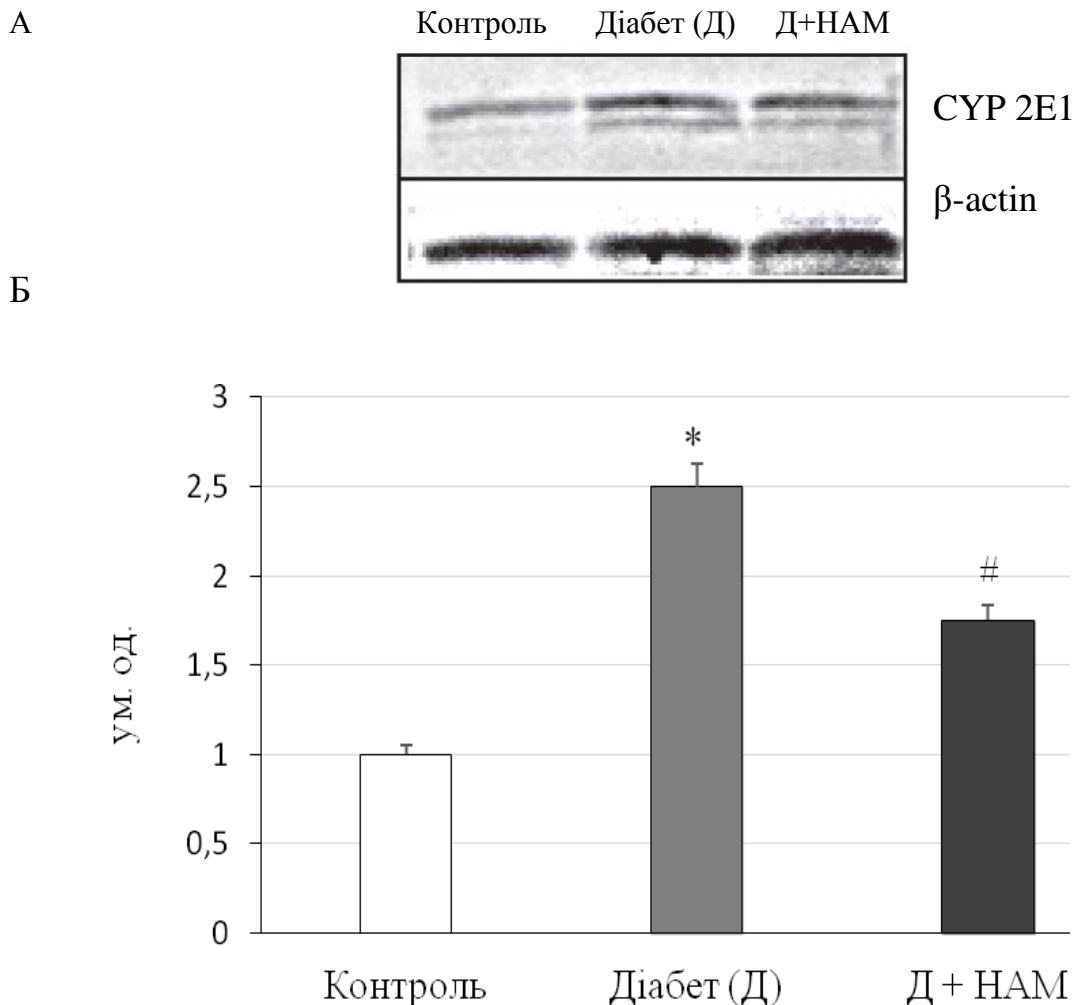 А
Контроль Діабет (Д) Д+НАМ
CYP 2E1
β-actin
Б
3
2,5
2
1,5
1
0,5
0
ум. од.
*
#
Контроль Діабет (Д) Д + НАМ